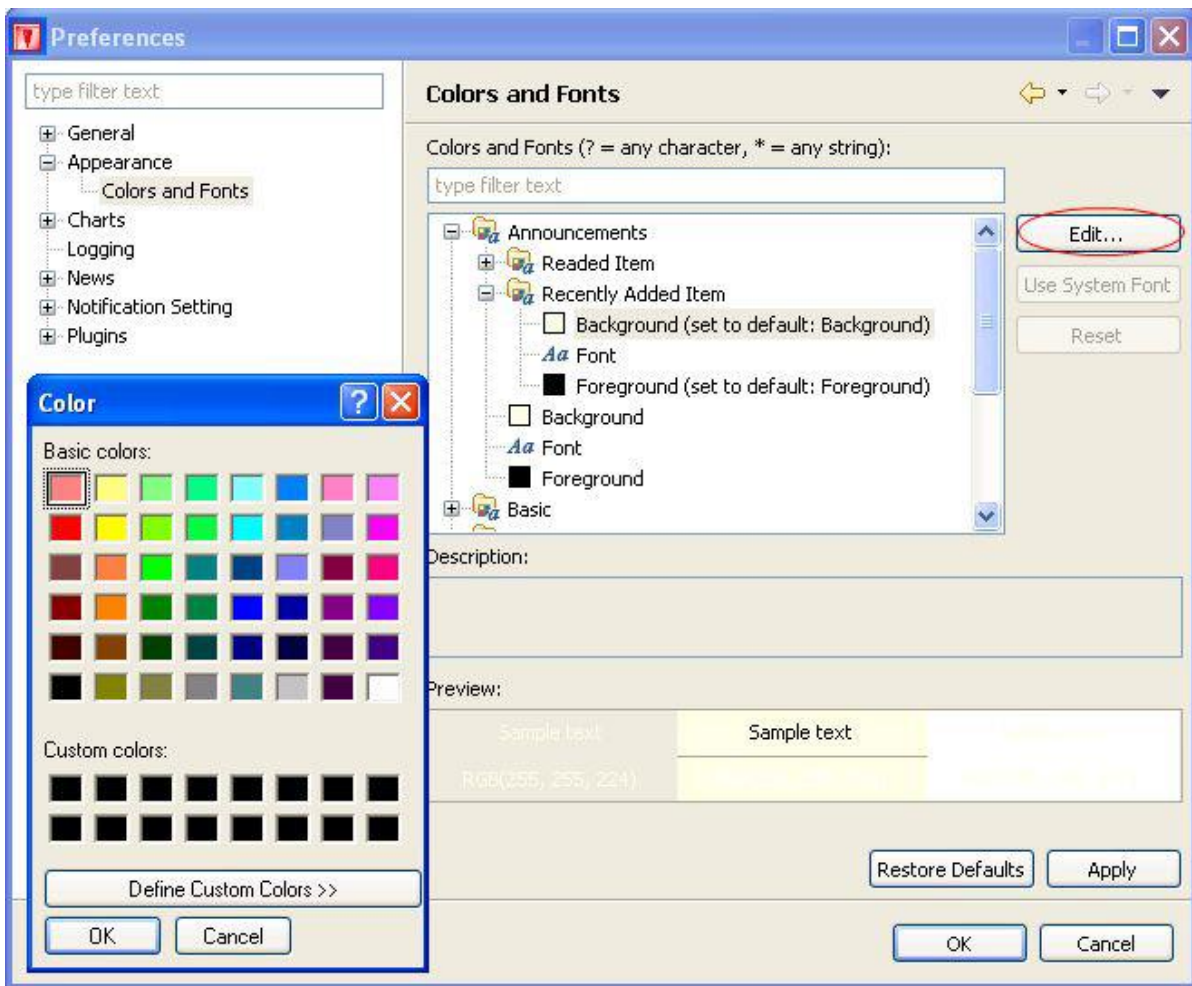 Preferences
type filter text
General
Appearance
Colors and Fonts
Charts
Logging
News
Notification Setting
Plugins
Colors and Fonts
Colors and Fonts (? = any character, * = any string):
type filter text
Announcements
Readed Item
Recently Added Item
Background (set to default: Background)
Aa Font
Foreground (set to default: Foreground)
Background
Aa Font
Foreground
Basic
Edit...
Use System Font
Reset
Description:
Preview:
Sample text Sample text
RGB(255, 255, 224)
Restore Defaults Apply
OK Cancel
Color
Basic colors:
Custom colors:
Define Custom Colors >>
OK Cancel